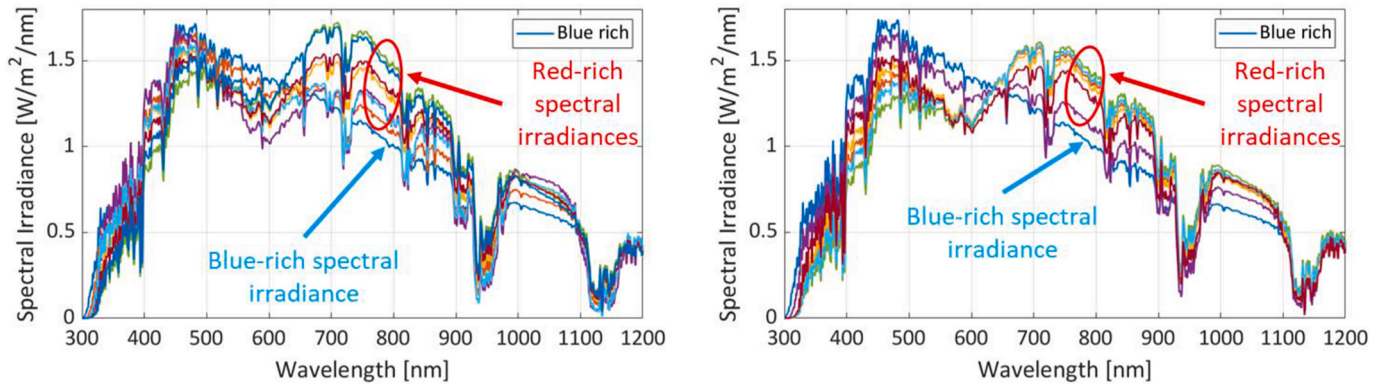 Spectral Irradiance [W/m²/nm]
1.5
1
0.5
0
300 400 500 600 700 800 900 1000 1100 1200
Wavelength [nm]
Blue rich
Red-rich
spectral
irradiances
Blue-rich spectral
irradiance
Spectral Irradiance [W/m²/nm]
1.5
1
0.5
0
300 400 500 600 700 800 900 1000 1100 1200
Wavelength [nm]
Blue rich
Red-rich
spectral
irradiances
Blue-rich spectral
irradiance